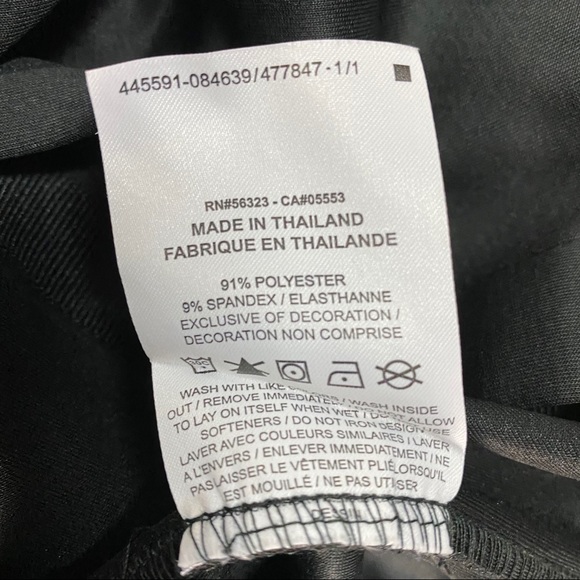 445591-084639/477847-1/1
RN#56323 - CA#05553
MADE IN THAILAND
FABRIQUE EN THAILANDE
91% POLYESTER
9% SPANDEX / ELASTHANNE
EXCLUSIVE OF DECORATION /
DECORATION NON COMPRISE
WASH WITH LIKE / WASH INSIDE
OUT / REMOVE IMMEDIATELY / NOT ALLOW
TO LAY ON ITSELF WHEN WET /
SOFTENERS / DO NOT IRON DESIGN
LAVER AVEC COULEURS SIMILAIRES / LAVER
A L'ENVERS / ENLEVER IMMEDIATEMENT / NE
PAS LAISSER LE VÊTEMENT PLIÉ LORSQU'IL
EST MOUILLÉ / NE PAS UTILISER
DESSIN